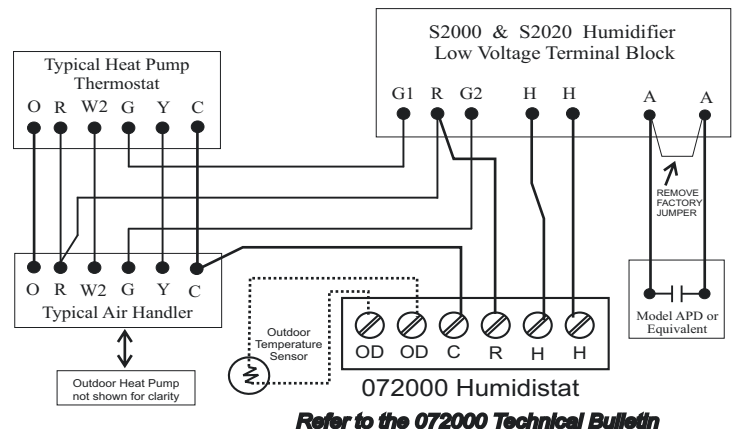 S2000 & S2020 Humidifier
Low Voltage Terminal Block
G1 R G2 H H A A
Typical Heat Pump
Thermostat
O R W2 G Y C
REMOVE
FACTORY
JUMPER
O R W2 G Y C
Typical Air Handler
Model APD or
Equivalent
Outdoor
Temperature
Sensor
OD OD C R H H
Outdoor Heat Pump
not shown for clarity
072000 Humidistat
Refer to the 072000 Technical Bulletin